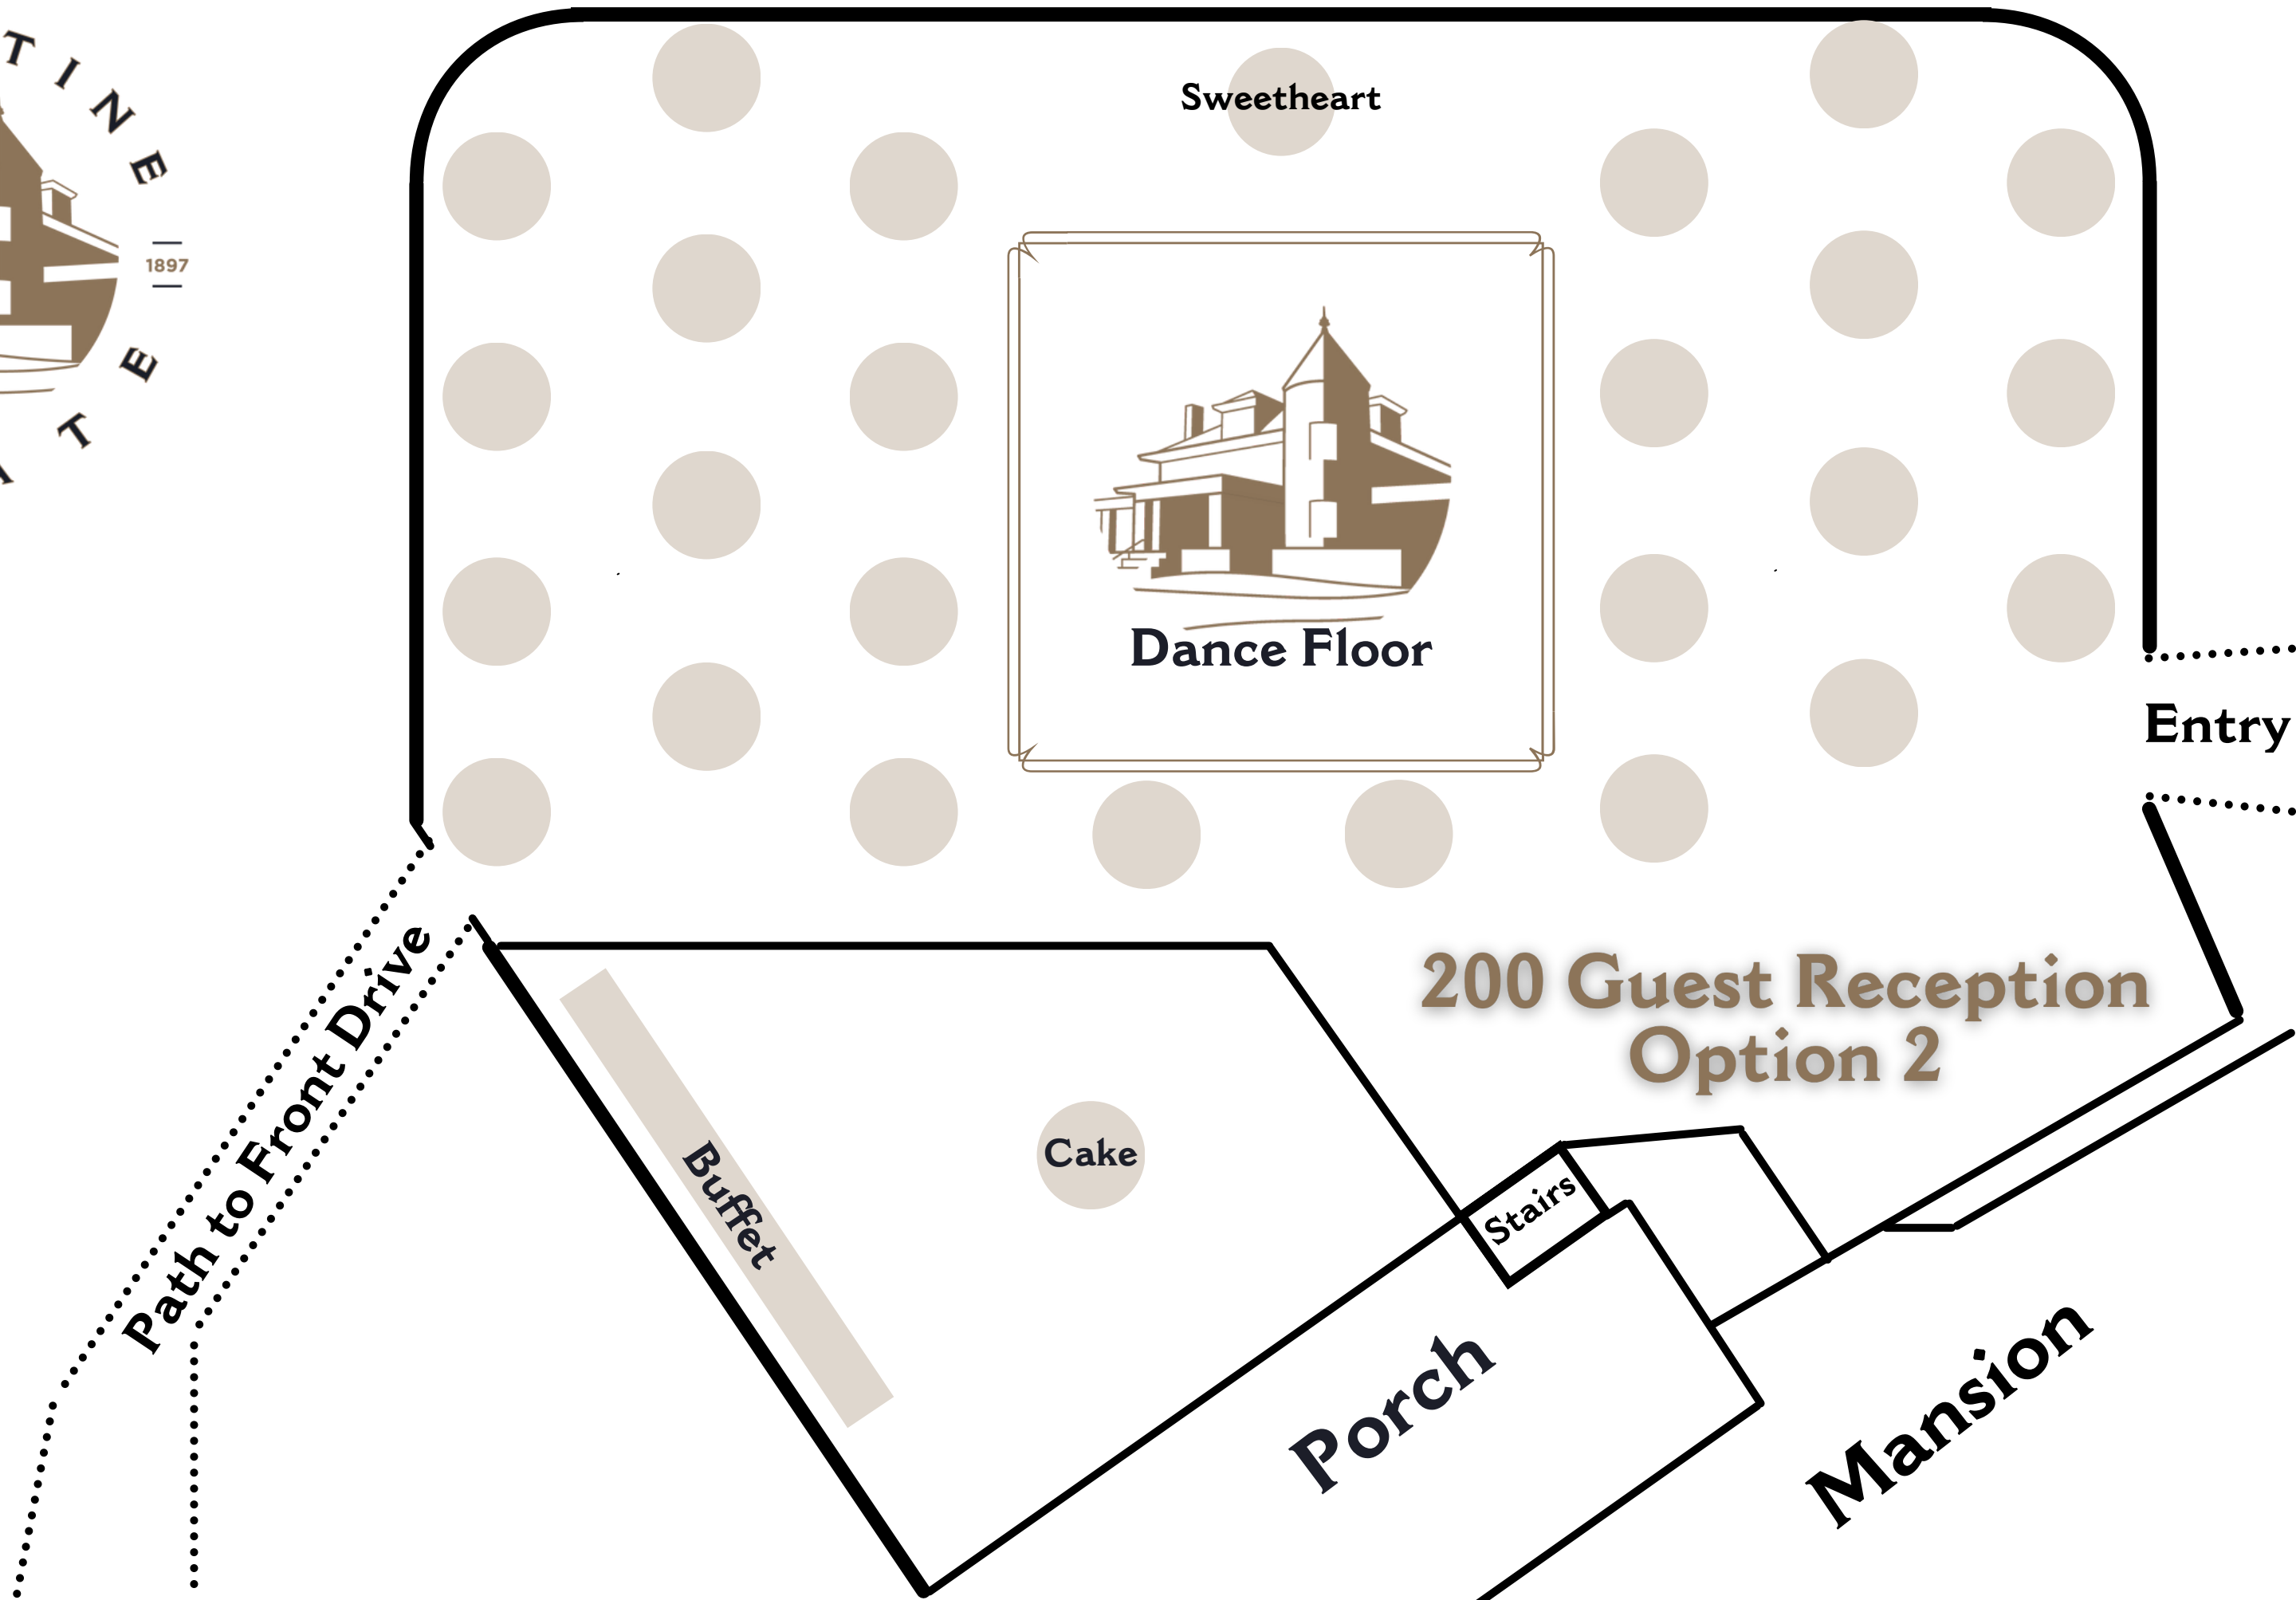 TINE
1897
Sweetheart
Dance Floor
Entry
Path to Front Drive
200 Guest Reception
Option 2
Buffet
Cake
Stairs
Porch
Mansion